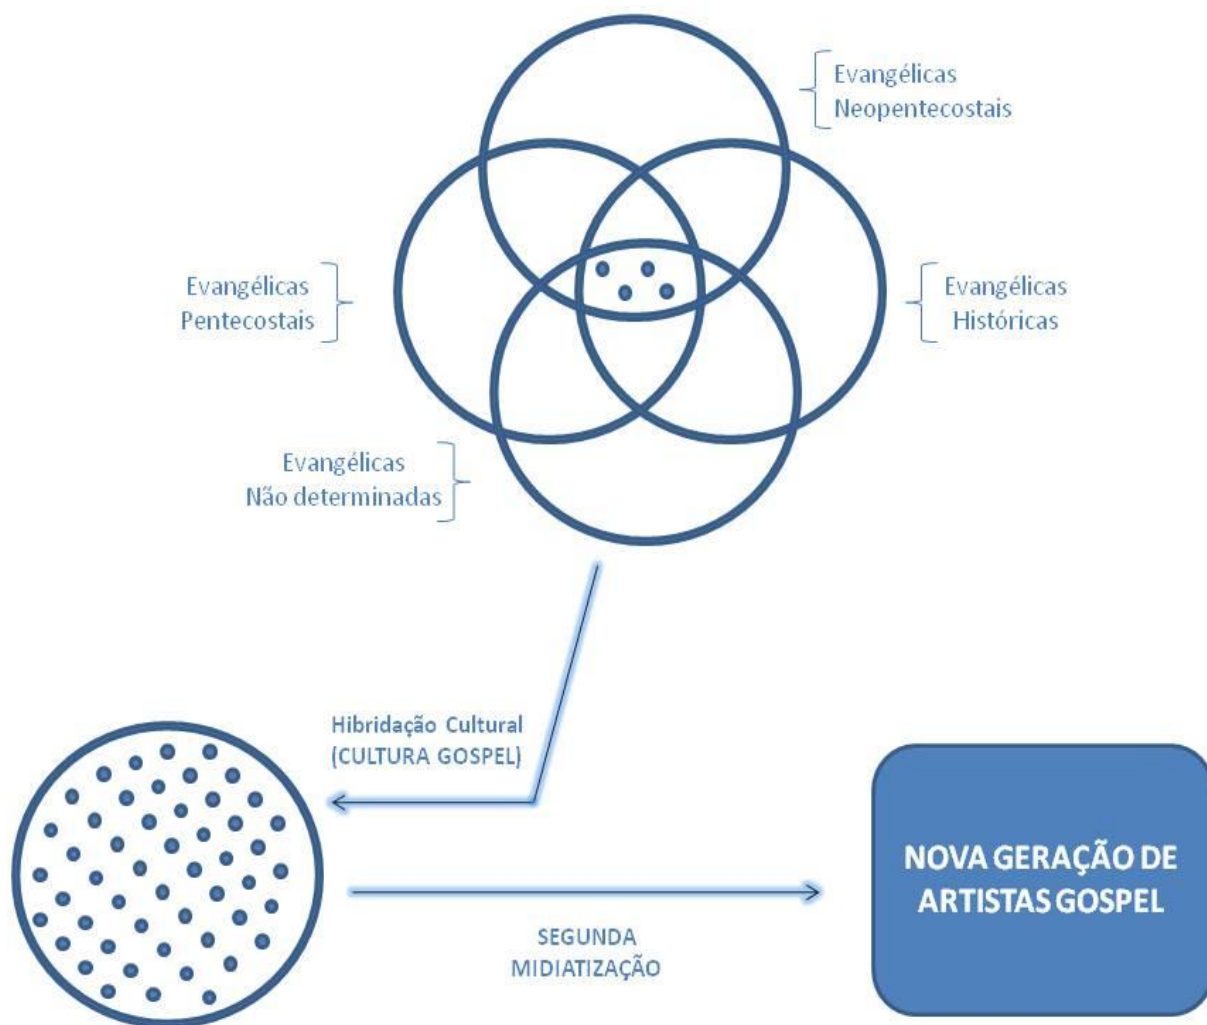 Evangélicas
Neopentecostais
Evangélicas
Pentecostais
Evangélicas
Históricas
Evangélicas
Não determinadas
Hibridação Cultural
(CULTURA GOSPEL)
NOVA GERAÇÃO DE
ARTISTAS GOSPEL
SEGUNDA
MIDIATIZAÇÃO